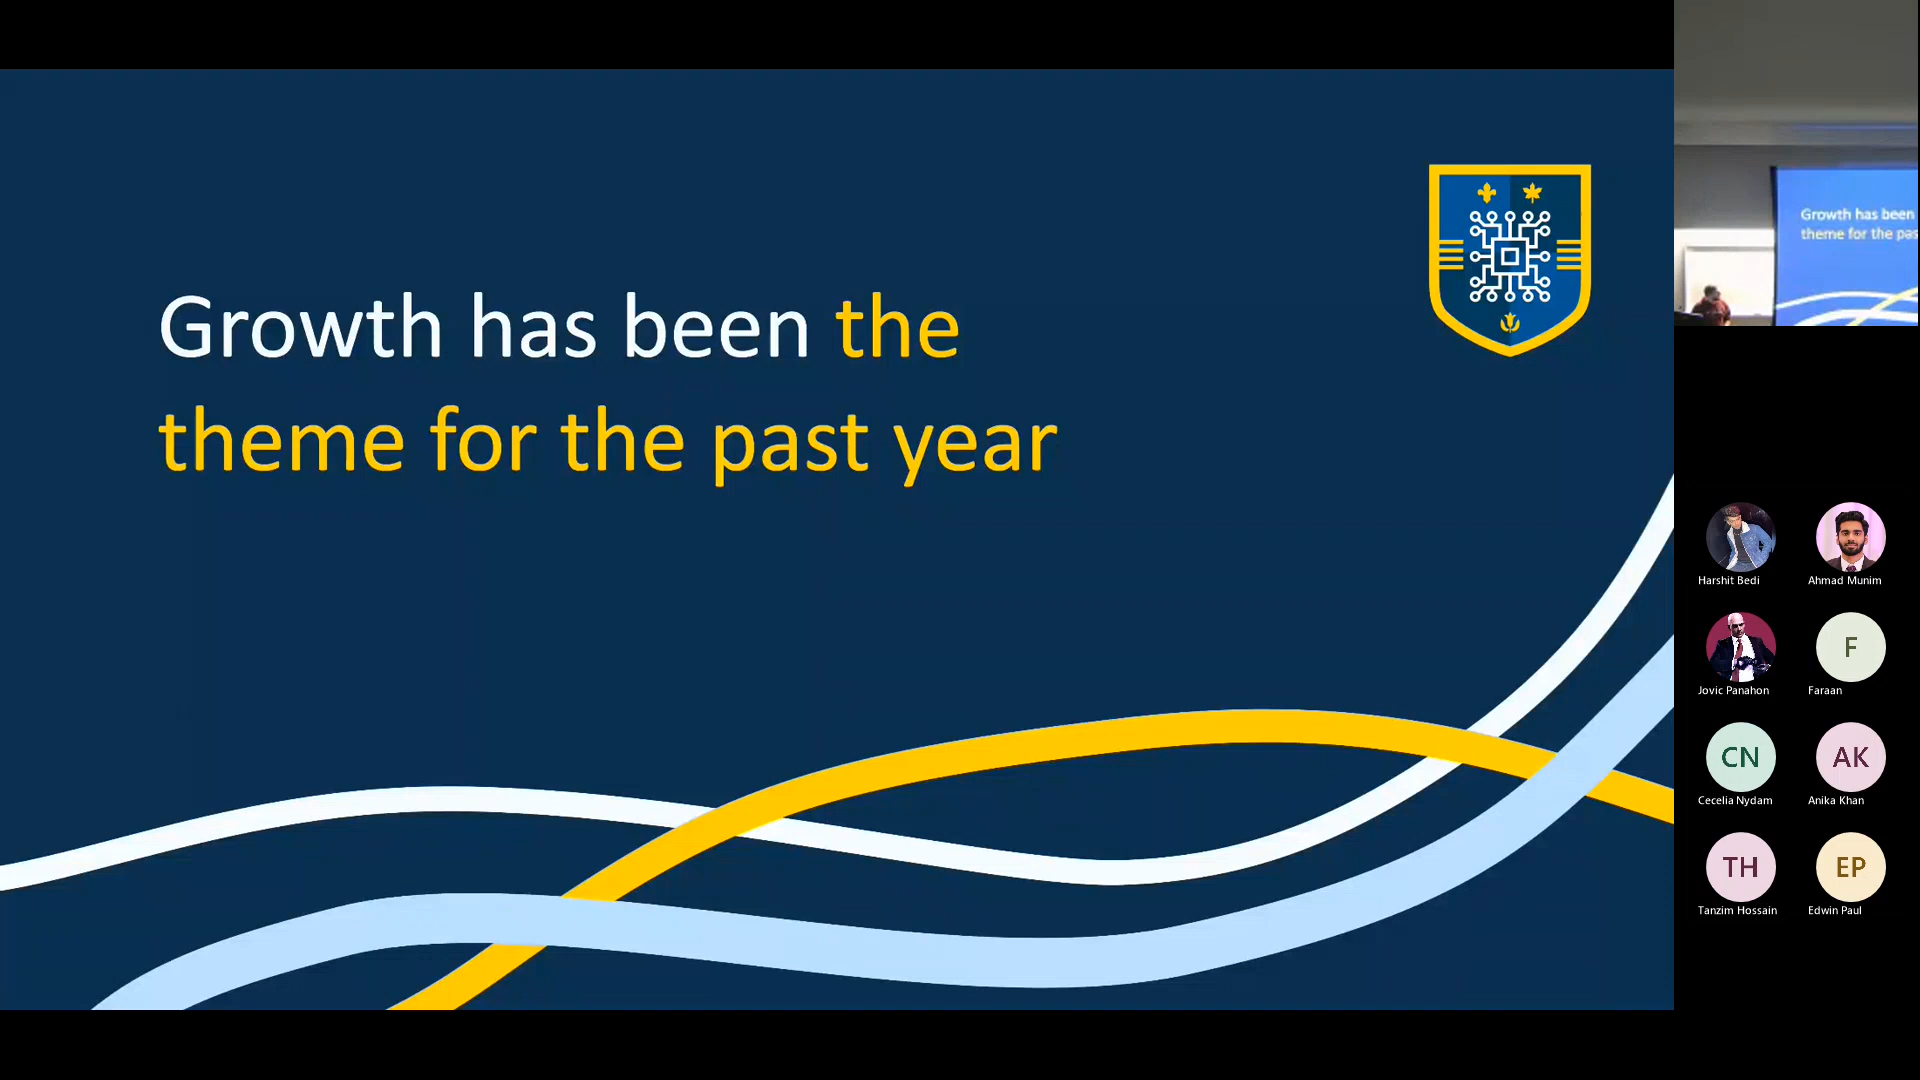 Growth has been the
theme for the past year
Growth has been
theme for the pas
Harshit Bedi
Ahmad Munim
Jovic Panahon
F
Faraan
CN
Cecelia Nydam
AK
Anika Khan
TH
Tanzim Hossain
EP
Edwin Paul